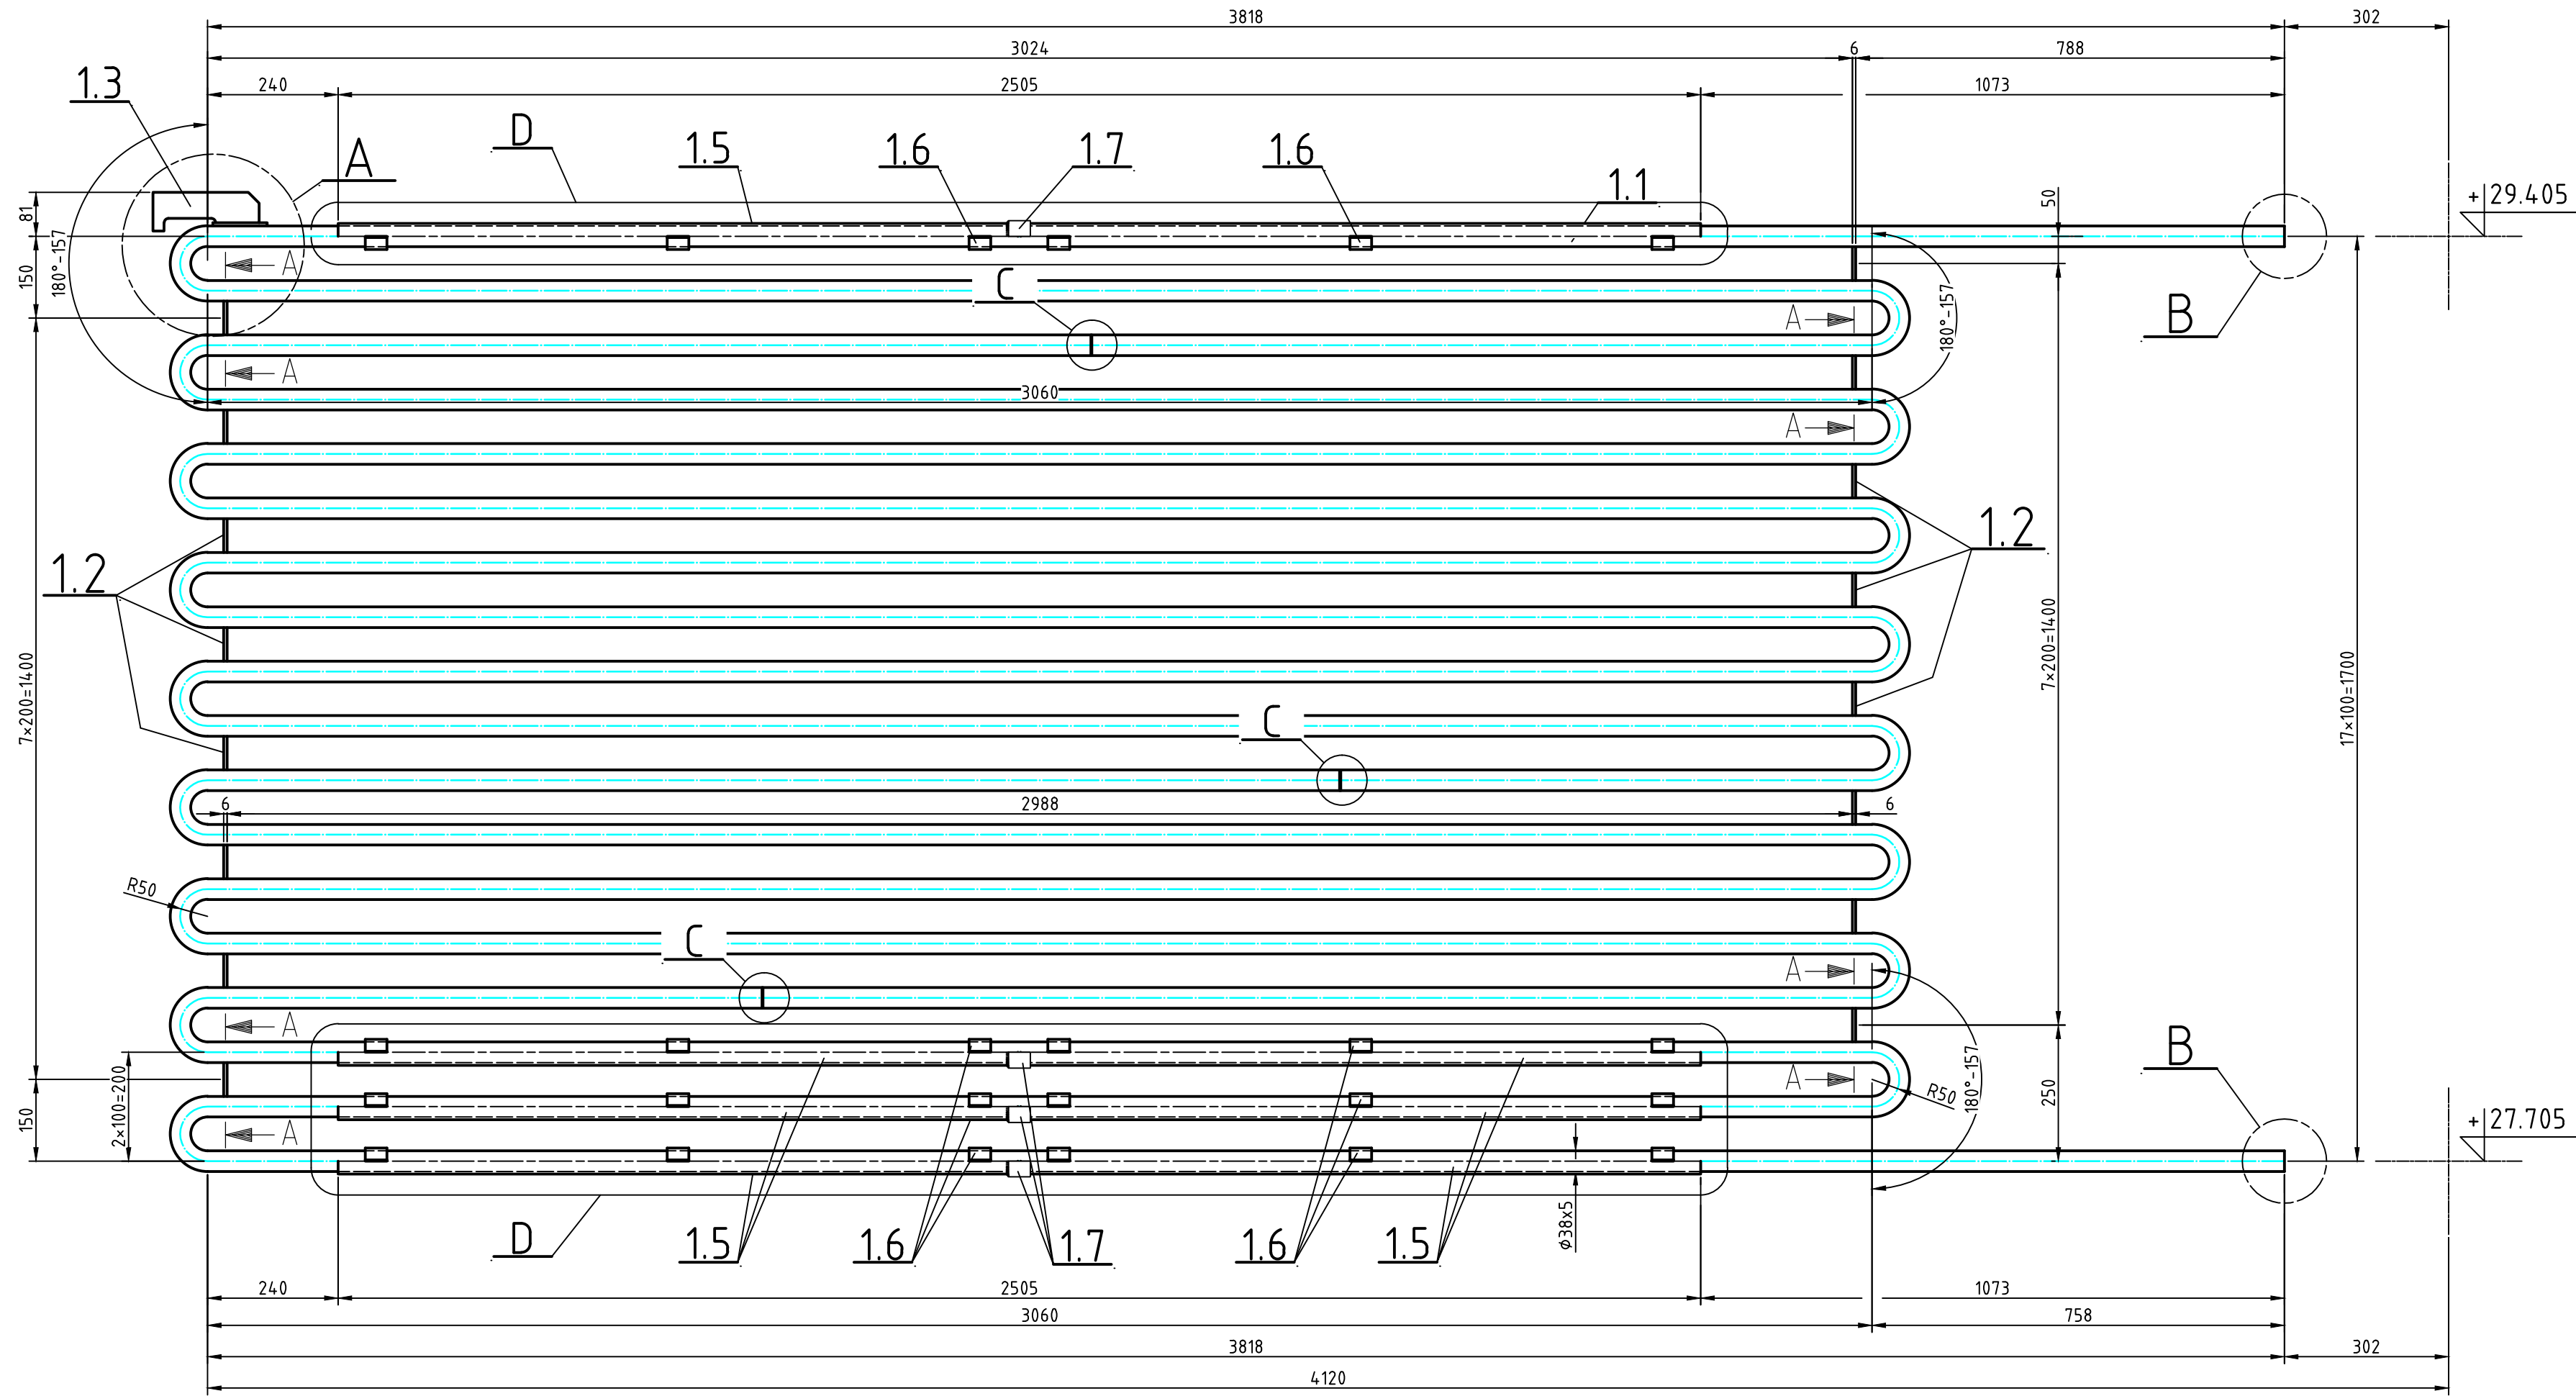 3818 302
3024 6 788
240 2505 1073
1.3 A D 1.5 1.6 1.7 1.6 1.1
81 50 +29.405
150 180°-157 A C 180°-157 B
A A
3060
A
1.2 1.2
7×200=1400 7×200=1400 17×100=1700
C
6 2988 6
R50
C
A A
B
150 2×100=200 A A R50 180°-157 250 +27.705
D 1.5 1.6 1.7 1.6 1.5 ϕ38x5
240 2505 1073
3060 758
3818 302
4120